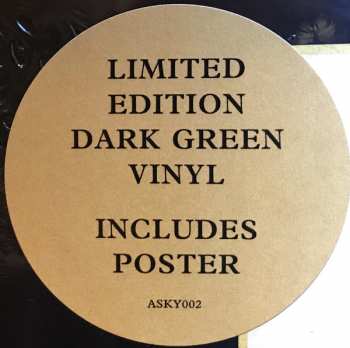 LIMITED
EDITION
DARK GREEN
VINYL
INCLUDES
POSTER
ASKY002